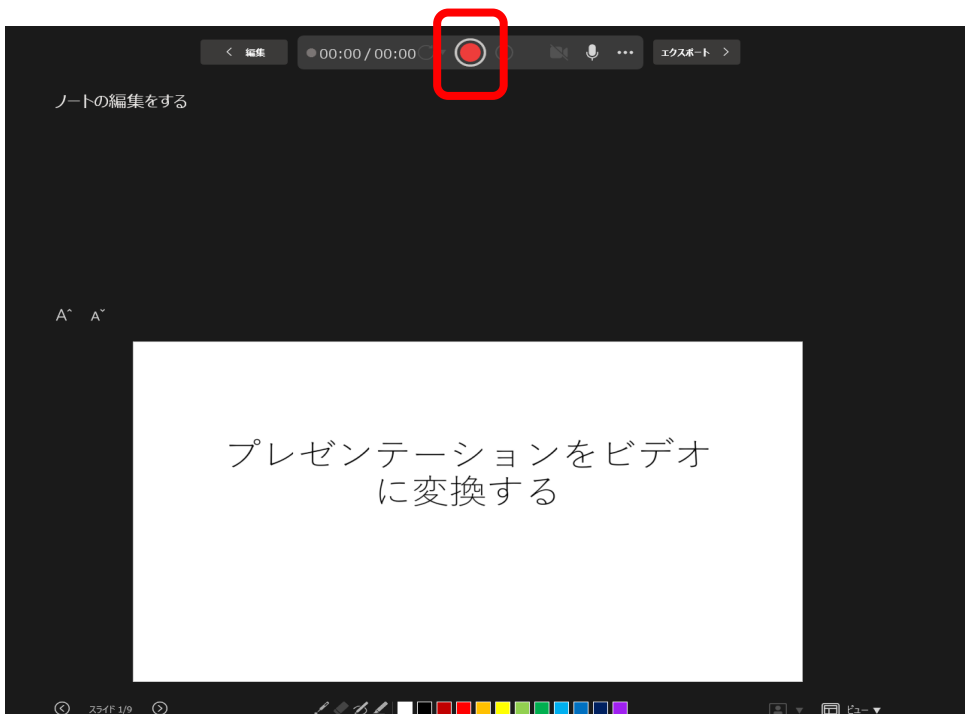 編集
00:00/00:00
エクスポート
ノートの編集をする
A^ Aˇ
プレゼンテーションをビデオ
に変換する
スライド 1/9
ビュー